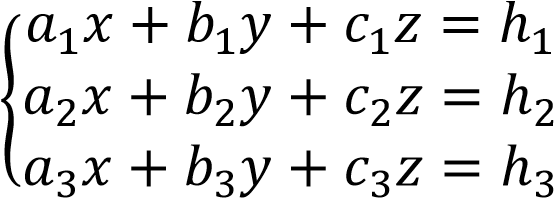 a₁x + b₁y + c₁z = h₁
a₂x + b₂y + c₂z = h₂
a₃x + b₃y + c₃z = h₃